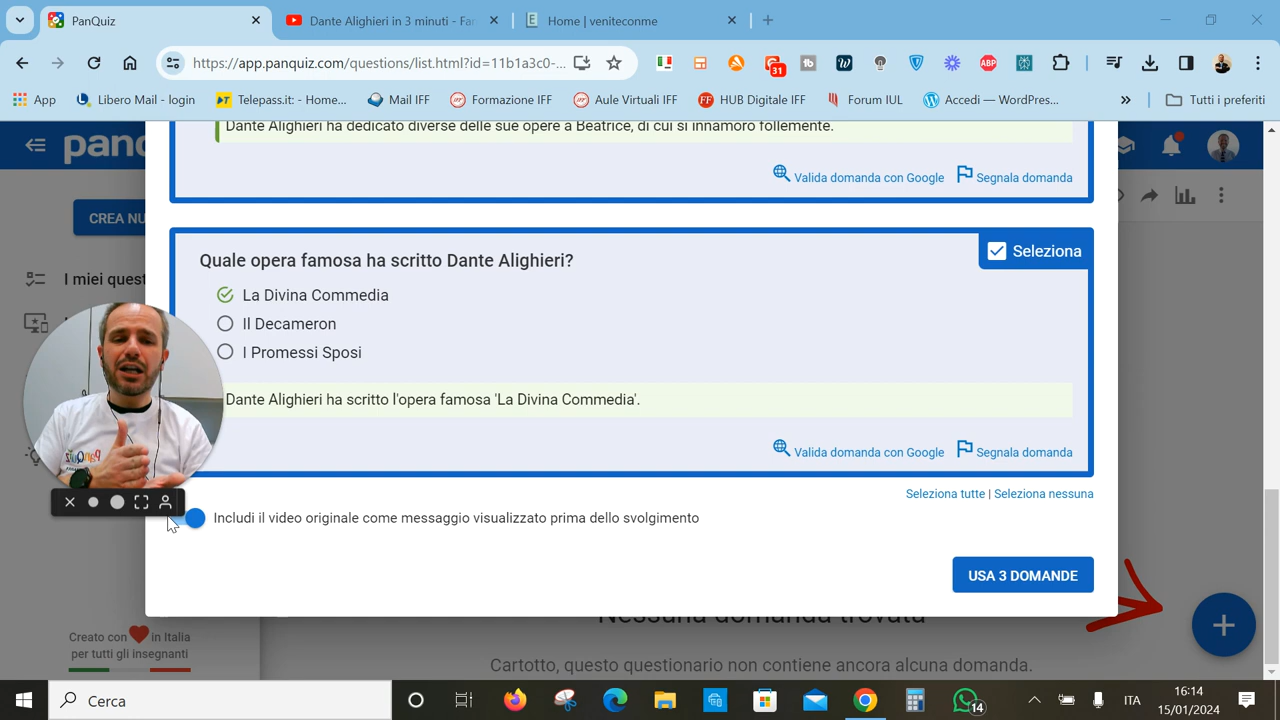 PanQuiz
Dante Alighieri in 3 minuti - Fan
Home | veniteconme
https://app.panquiz.com/questions/list.html?id=11b1a3c0-...
31
App
Libero Mail - login
Telepass.it: - Home...
Mail IFF
Formazione IFF
Aule Virtuali IFF
HUB Digitale IFF
Forum IUL
Accedi — WordPres...
Tutti i preferiti
Dante Alighieri ha dedicato diverse delle sue opere a Beatrice, di cui si innamorò follemente.
Valida domanda con Google
Segnala domanda
CREA NU
I miei quest
Quale opera famosa ha scritto Dante Alighieri?
Seleziona
La Divina Commedia
Il Decameron
I Promessi Sposi
Dante Alighieri ha scritto l'opera famosa 'La Divina Commedia'.
Valida domanda con Google
Segnala domanda
Seleziona tutte | Seleziona nessuna
Includi il video originale come messaggio visualizzato prima dello svolgimento
USA 3 DOMANDE
Nessuna domanda trovata
Cartotto, questo questionario non contiene ancora alcuna domanda.
Creato con in Italia
per tutti gli insegnanti
Cerca
14
ITA
16:14
15/01/2024